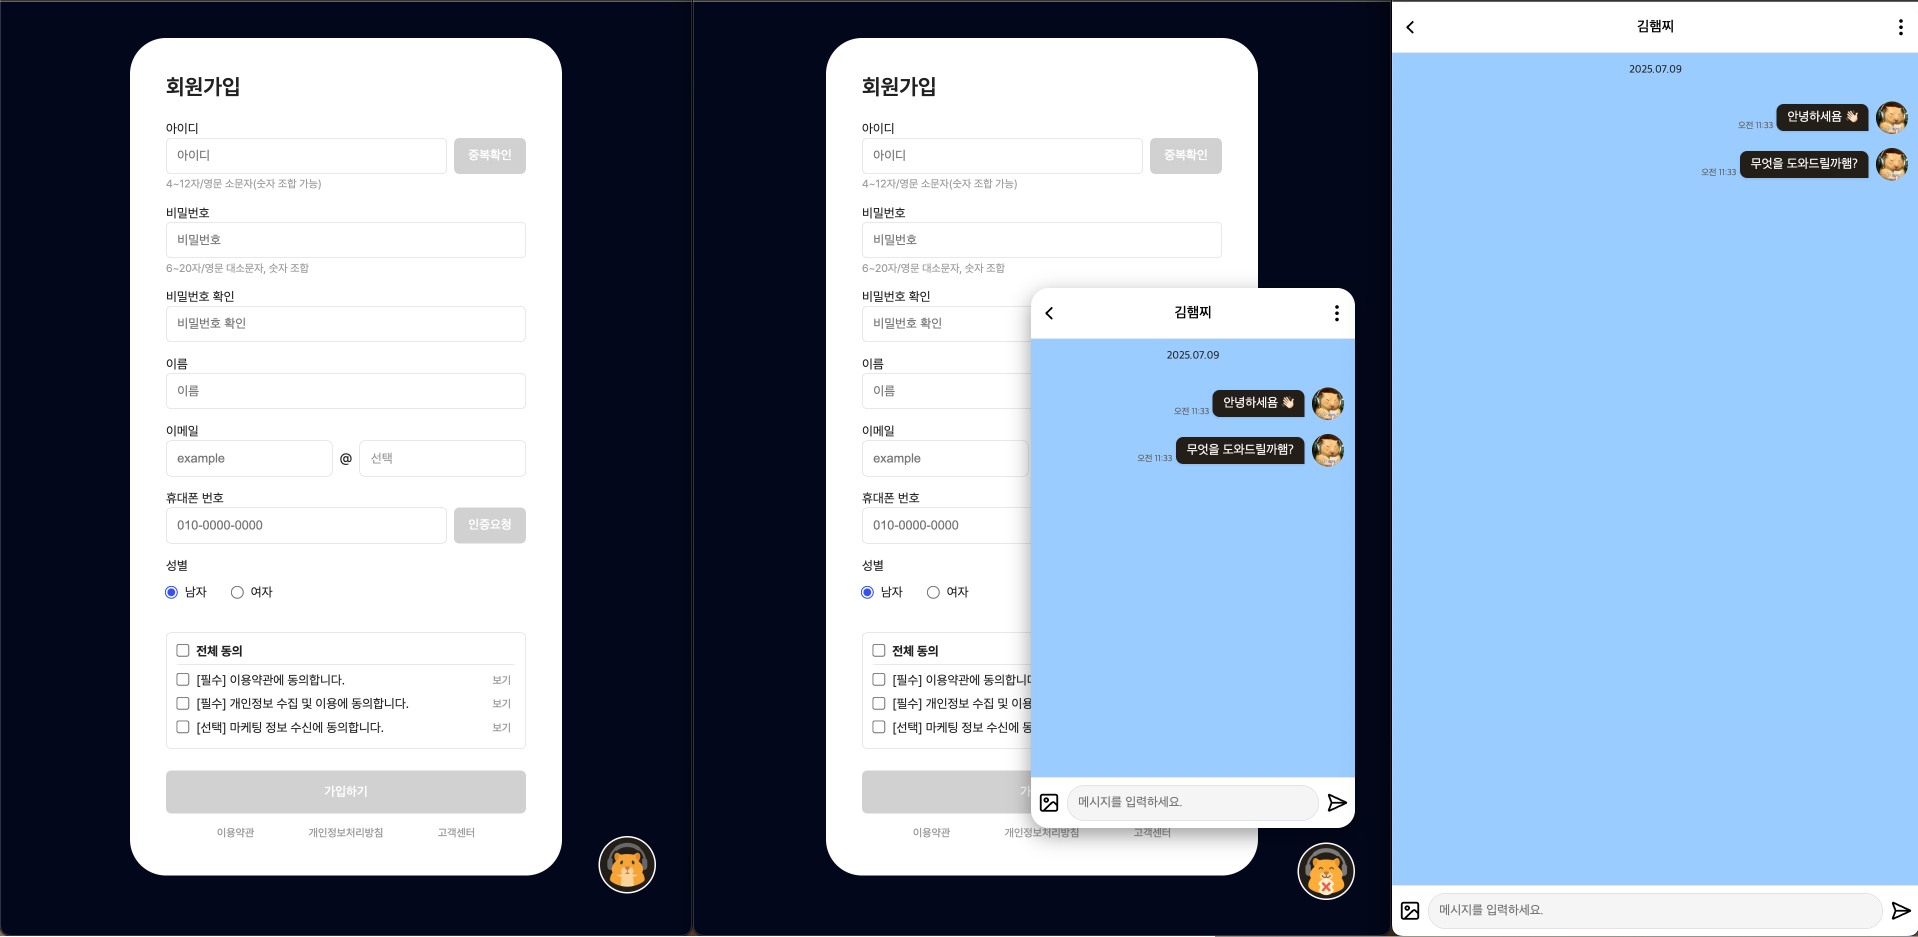 회원가입
아이디
아이디
중복확인
4~12자/영문 소문자(숫자 조합 가능)
비밀번호
비밀번호
6~20자/영문 대소문자, 숫자 조합
비밀번호 확인
비밀번호 확인
이름
이름
이메일
example @ 선택
휴대폰 번호
010-0000-0000
인증요청
성별
남자 여자
전체 동의
[필수] 이용약관에 동의합니다. 보기
[필수] 개인정보 수집 및 이용에 동의합니다. 보기
[선택] 마케팅 정보 수신에 동의합니다. 보기
가입하기
이용약관 개인정보처리방침 고객센터
회원가입
아이디
아이디
중복확인
4~12자/영문 소문자(숫자 조합 가능)
비밀번호
비밀번호
6~20자/영문 대소문자, 숫자 조합
비밀번호 확인
비밀번호 확인
이름
이름
이메일
example
휴대폰 번호
010-0000-0000
성별
남자 여자
전체 동의
[필수] 이용약관에 동의합니
[필수] 개인정보 수집 및 이용
[선택] 마케팅 정보 수신에 동
이용약관 개인정보처리방침 고객센터
김햄찌
2025.07.09
안녕하세욤 👋🏻
오전 11:33
무엇을 도와드릴까햄?
오전 11:33
메시지를 입력하세요.
김햄찌
2025.07.09
안녕하세욤 👋🏻
오전 11:33
무엇을 도와드릴까햄?
오전 11:33
메시지를 입력하세요.